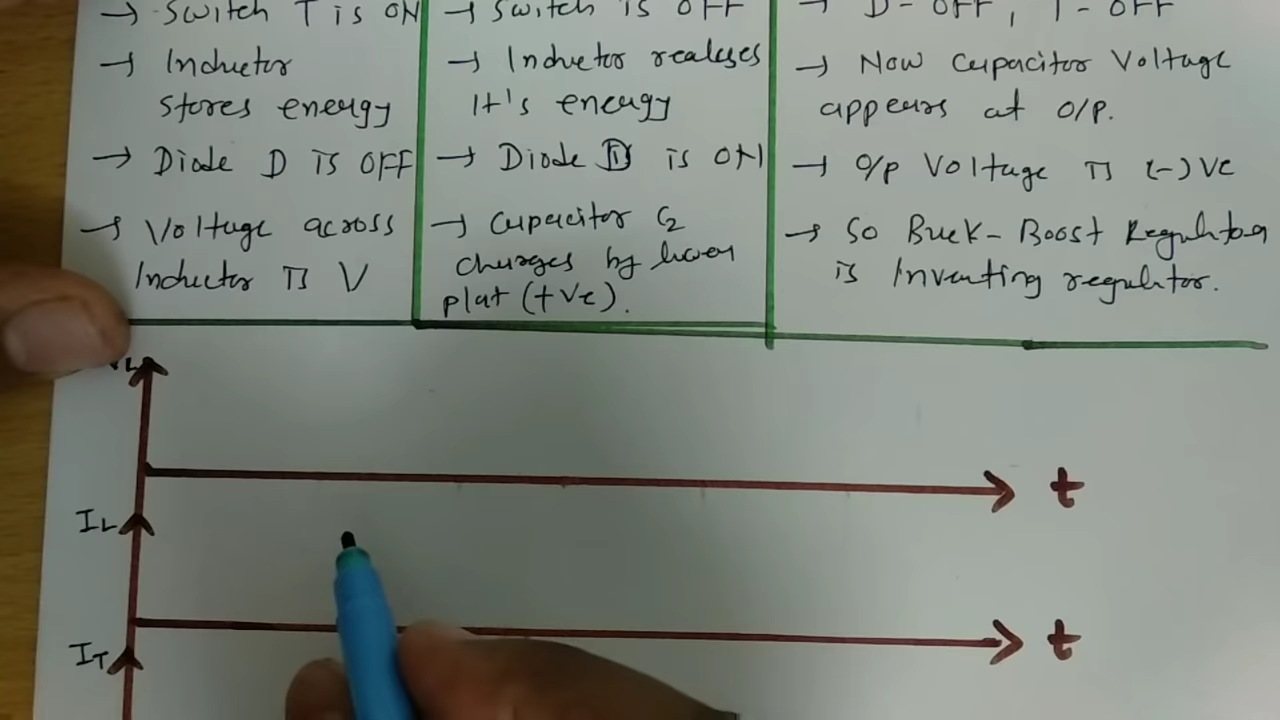 → Switch T is ON
→ Inductor
stores energy
→ Diode D is OFF
→ Voltage across
Inductor is V
→ Switch is OFF
→ Inductor realeses
It's energy
→ Diode D is ON
→ Capacitor C2
charges by lower
plat (+ve).
→ D - OFF, T - OFF
→ Now Capacitor Voltage
appears at O/P.
→ O/p Voltage is (-) ve
→ So Buck - Boost Regulator
is Inverting regulator.
t
IL
t
IT